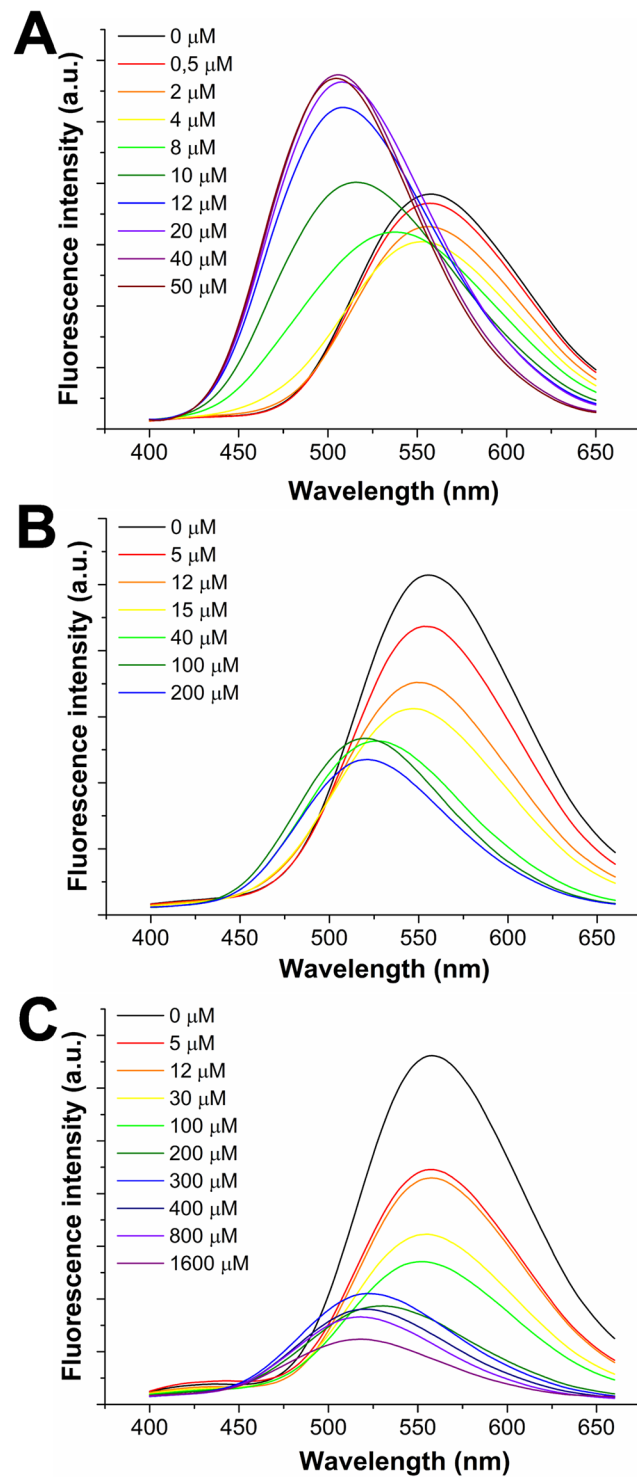 A
0 μM
0,5 μM
2 μM
4 μM
8 μM
10 μM
12 μM
20 μM
40 μM
50 μM
Fluorescence intensity (a.u.)
400 450 500 550 600 650
Wavelength (nm)
B
0 μM
5 μM
12 μM
15 μM
40 μM
100 μM
200 μM
Fluorescence intensity (a.u.)
400 450 500 550 600 650
Wavelength (nm)
C
0 μM
5 μM
12 μM
30 μM
100 μM
200 μM
300 μM
400 μM
800 μM
1600 μM
Fluorescence intensity (a.u.)
400 450 500 550 600 650
Wavelength (nm)